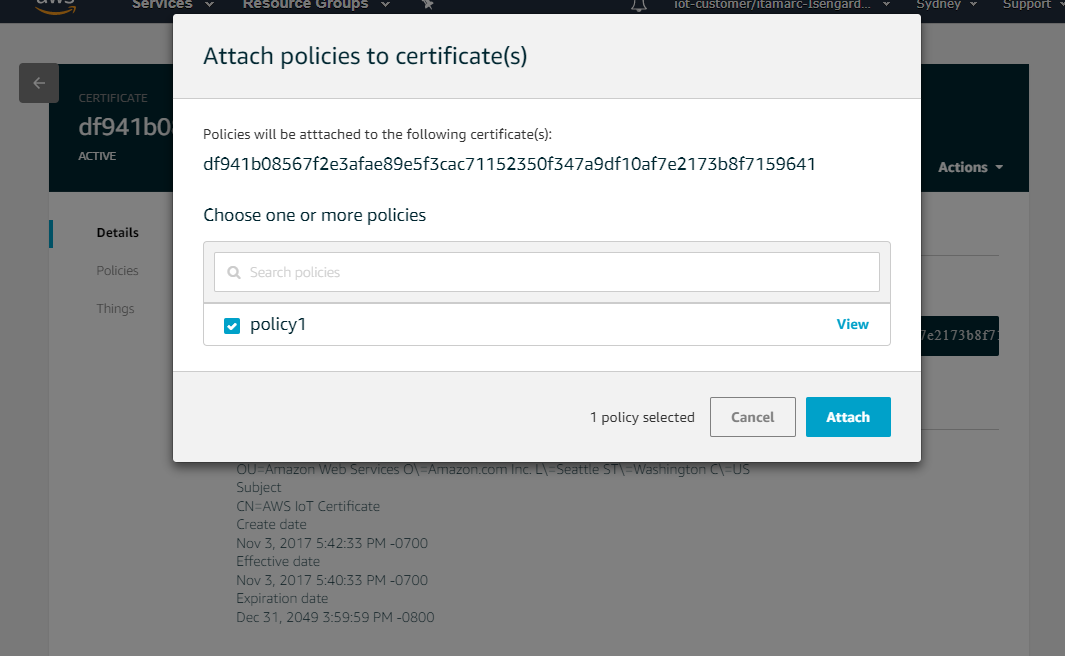 aws Services Resource Groups iot-customer/itamarc-Isengard... Sydney Support
Attach policies to certificate(s)
CERTIFICATE
df941b0
ACTIVE
Policies will be atttached to the following certificate(s):
df941b08567f2e3afae89e5f3cac71152350f347a9df10af7e2173b8f7159641
Actions
Choose one or more policies
Details
Search policies
Policies
Things
policy1 View
7e2173b8f71
1 policy selected Cancel Attach
OU=Amazon Web Services O\=Amazon.com Inc. L\=Seattle ST\=Washington C\=US
Subject
CN=AWS IoT Certificate
Create date
Nov 3, 2017 5:42:33 PM -0700
Effective date
Nov 3, 2017 5:40:33 PM -0700
Expiration date
Dec 31, 2049 3:59:59 PM -0800